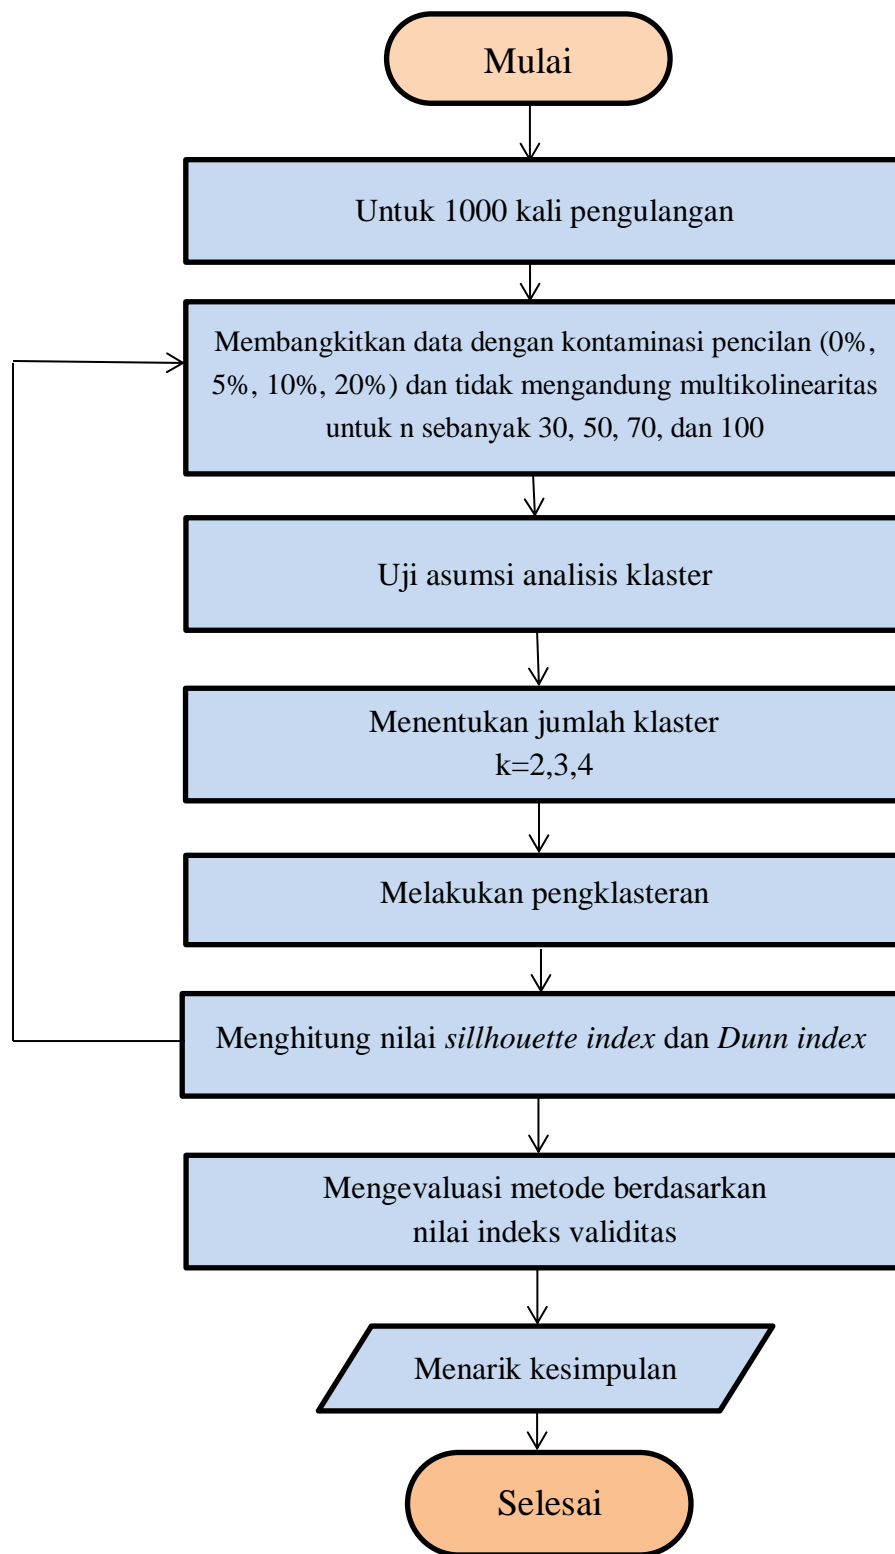 Mulai
Untuk 1000 kali pengulangan
Membangkitkan data dengan kontaminasi pencilan (0%,
5%, 10%, 20%) dan tidak mengandung multikolinearitas
untuk n sebanyak 30, 50, 70, dan 100
Uji asumsi analisis klaster
Menentukan jumlah klaster
k=2,3,4
Melakukan pengklasteran
Menghitung nilai sillhouette index dan Dunn index
Mengevaluasi metode berdasarkan
nilai indeks validitas
Menarik kesimpulan
Selesai